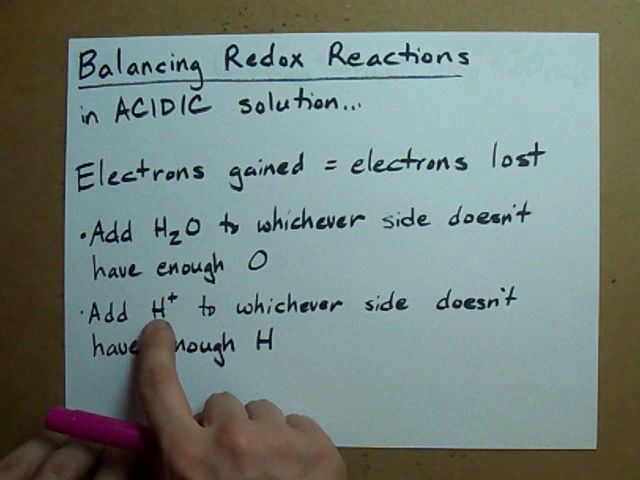 Balancing Redox Reactions
in ACIDIC solution...
Electrons gained = electrons lost
• Add H₂O to whichever side doesn't
have enough O
• Add H⁺ to whichever side doesn't
have nough H